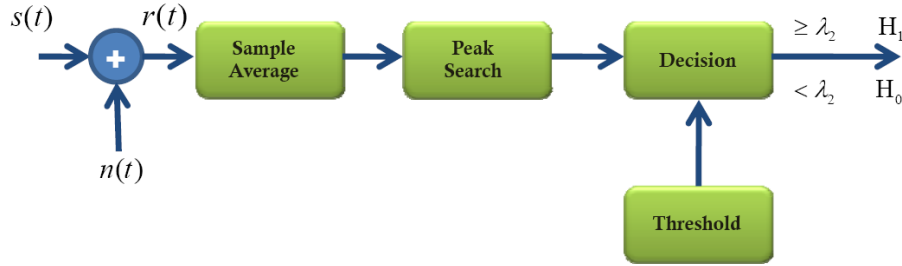 s(t)
r(t)
+
n(t)
Sample
Average
Peak
Search
Decision
≥ λ₂ H₁
< λ₂ H₀
Threshold